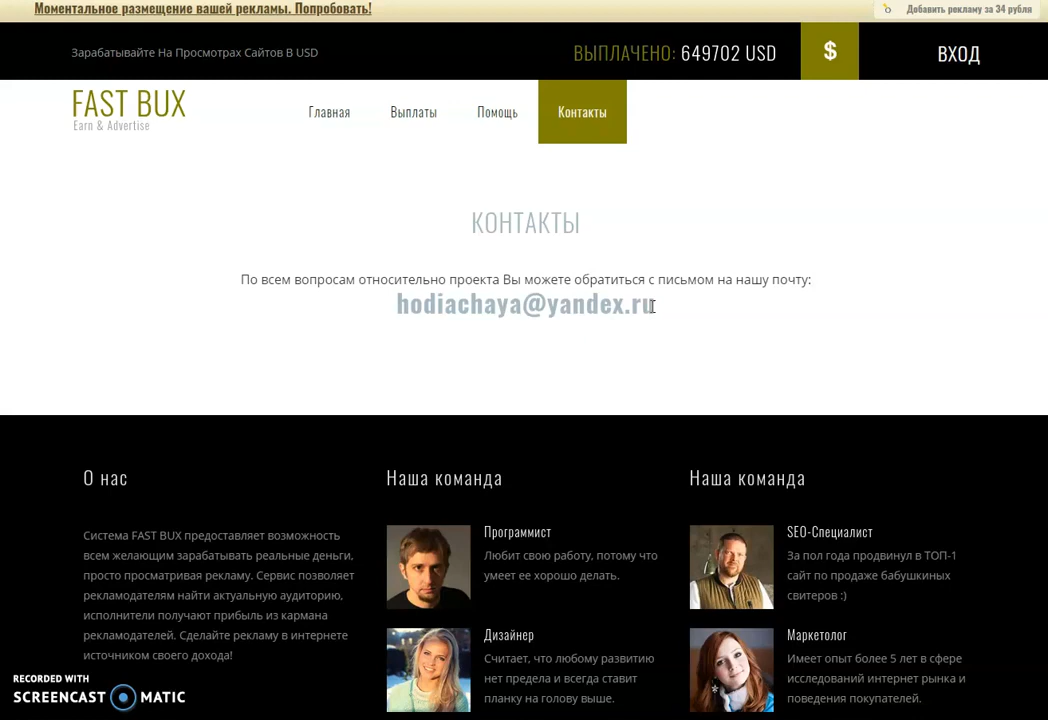 Моментальное размещение вашей рекламы. Попробовать!
Добавить рекламу за 34 рубля
Зарабатывайте На Просмотрах Сайтов В USD
ВЫПЛАЧЕНО: 649702 USD
$
ВХОД
FAST BUX
Earn & Advertise
Главная
Выплаты
Помощь
Контакты
КОНТАКТЫ
По всем вопросам относительно проекта Вы можете обратиться с письмом на нашу почту:
hodiachaya@yandex.ru
О нас
Система FAST BUX предоставляет возможность
всем желающим зарабатывать реальные деньги,
просто просматривая рекламу. Сервис позволяет
рекламодателям найти актуальную аудиторию,
исполнители получают прибыль из кармана
рекламодателей. Сделайте рекламу в интернете
источником своего дохода!
Наша команда
Программист
Любит свою работу, потому что
умеет ее хорошо делать.
Дизайнер
Считает, что любому развитию
нет предела и всегда ставит
планку на голову выше.
Наша команда
SEO-Специалист
За пол года продвинул в ТОП-1
сайт по продаже бабушкиных
свитеров :)
Маркетолог
Имеет опыт более 5 лет в сфере
исследований интернет рынка и
поведения покупателей.
RECORDED WITH
SCREENCAST MATIC